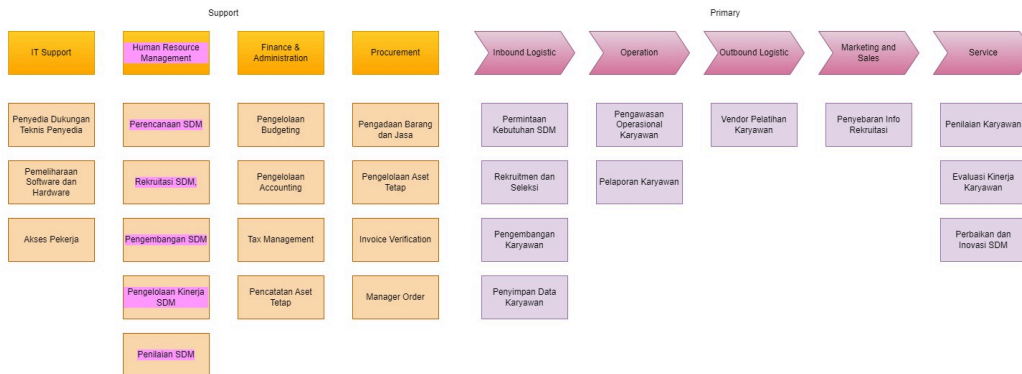 Support
Primary
IT Support
Human Resource
Management
Finance &
Administration
Procurement
Inbound Logistic
Operation
Outbound Logistic
Marketing and
Sales
Service
Penyedia Dukungan
Teknis Penyedia
Perencanaan SDM
Pengelolaan
Budgeting
Pengadaan Barang
dan Jasa
Permintaan
Kebutuhan SDM
Pengawasan
Operasional
Karyawan
Vendor Pelatihan
Karyawan
Penyebaran Info
Rekruitasi
Penilaian Karyawan
Pemeliharaan
Software dan
Hardware
Rekruitasi SDM,
Pengelolaan
Accounting
Pengelolaan Aset
Tetap
Rekruitmen dan
Seleksi
Pelaporan Karyawan
Evaluasi Kinerja
Karyawan
Akses Pekerja
Pengembangan SDM
Tax Management
Invoice Verification
Pengembangan
Karyawan
Perbaikan dan
Inovasi SDM
Pengelolaan Kinerja
SDM
Pencatatan Aset
Tetap
Manager Order
Penyimpan Data
Karyawan
Penilaian SDM